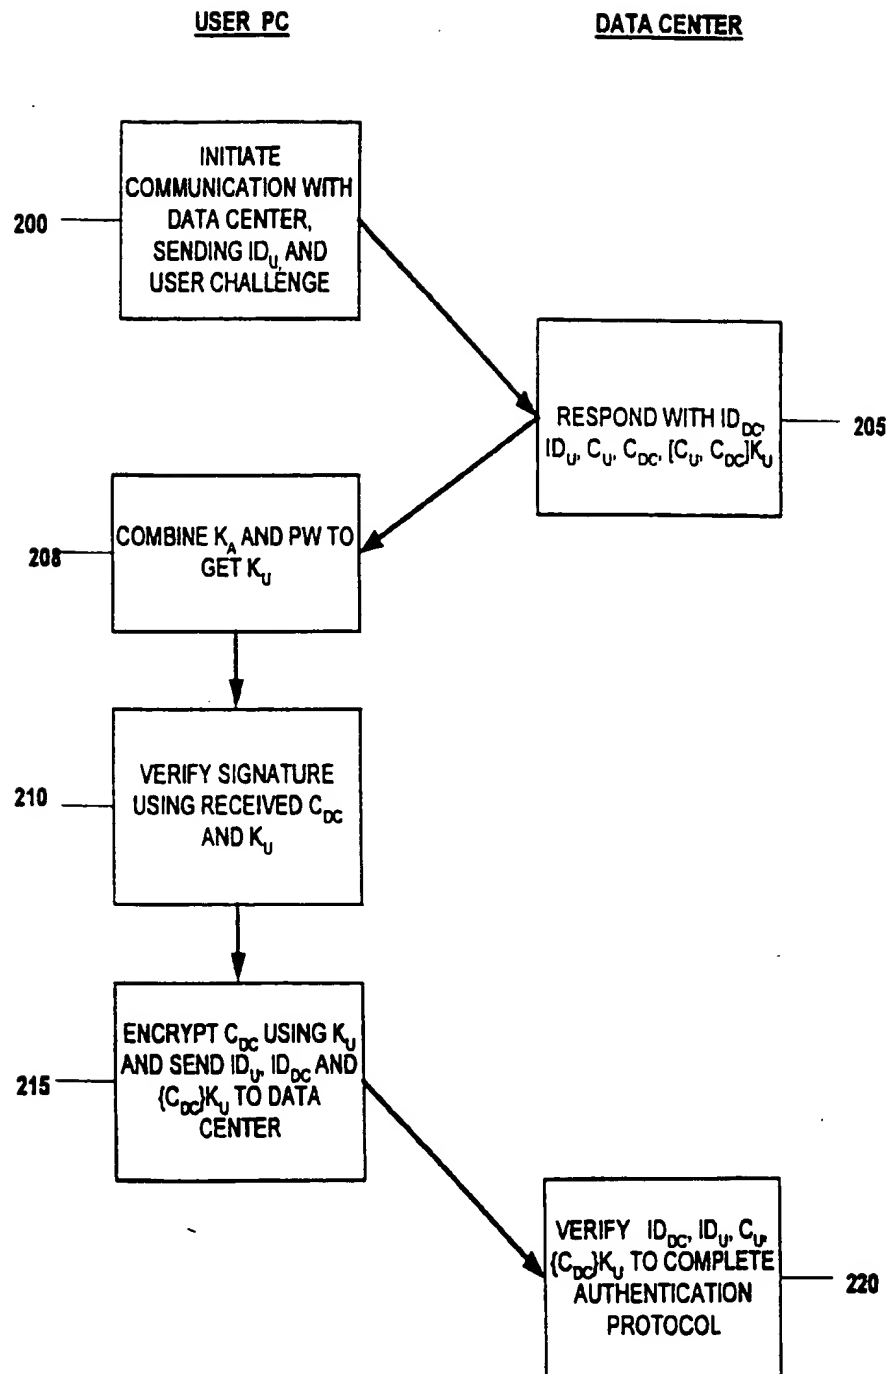 USER PC
DATA CENTER
200
INITIATE
COMMUNICATION WITH
DATA CENTER,
SENDING ID_U, AND
USER CHALLENGE
RESPOND WITH ID_DC,
ID_U, C_U, C_DC, [C_U, C_DC]K_U
205
208
COMBINE K_A AND PW TO
GET K_U
210
VERIFY SIGNATURE
USING RECEIVED C_DC
AND K_U
215
ENCRYPT C_DC USING K_U
AND SEND ID_U, ID_DC AND
{C_DC}K_U TO DATA
CENTER
VERIFY ID_DC, ID_U, C_U,
{C_DC}K_U TO COMPLETE
AUTHENTICATION
PROTOCOL
220